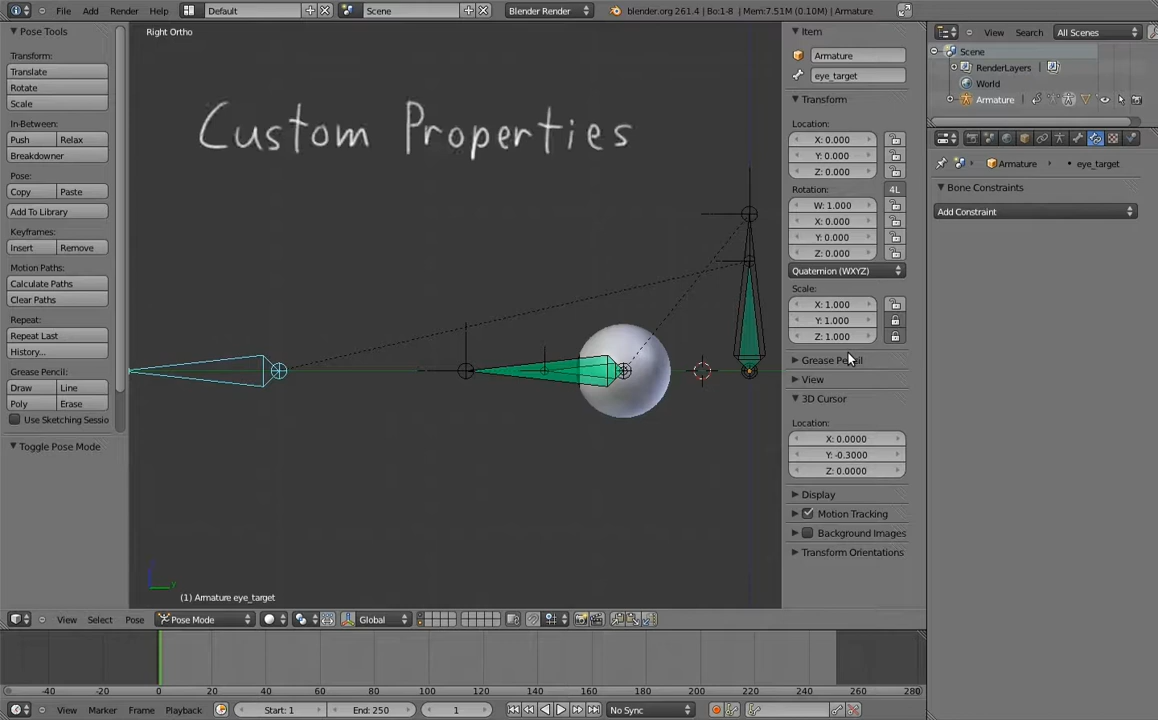 File Add Render Help Default Scene Blender Render blender.org 261.4 | Bo:1-8 | Mem:7.51M (0.10M) | Armature
Pose Tools
Transform:
Translate
Rotate
Scale
In-Between:
Push Relax
Breakdowner
Pose:
Copy Paste
Add To Library
Keyframes:
Insert Remove
Motion Paths:
Calculate Paths
Clear Paths
Repeat:
Repeat Last
History...
Grease Pencil:
Draw Line
Poly Erase
Use Sketching Sessio
Toggle Pose Mode
Right Ortho
Custom Properties
(1) Armature eye_target
Item
Armature
eye_target
Transform
Location:
X: 0.000
Y: 0.000
Z: 0.000
Rotation: 4L
W: 1.000
X: 0.000
Y: 0.000
Z: 0.000
Quaternion (WXYZ)
Scale:
X: 1.000
Y: 1.000
Z: 1.000
Grease Pencil
View
3D Cursor
Location:
X: 0.0000
Y: -0.3000
Z: 0.0000
Display
Motion Tracking
Background Images
Transform Orientations
View Search All Scenes
Scene
RenderLayers
World
Armature
Armature eye_target
Bone Constraints
Add Constraint
View Select Pose Pose Mode Global
-40 -20 0 20 40 60 80 100 120 140 160 180 200 220 240 260 280
View Marker Frame Playback Start: 1 End: 250 1 No Sync